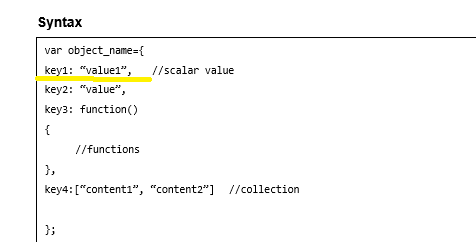 Syntax
var object_name={
key1: “value1”, //scalar value
key2: “value”,
key3: function()
{
//functions
},
key4:[“content1”, “content2”] //collection
};